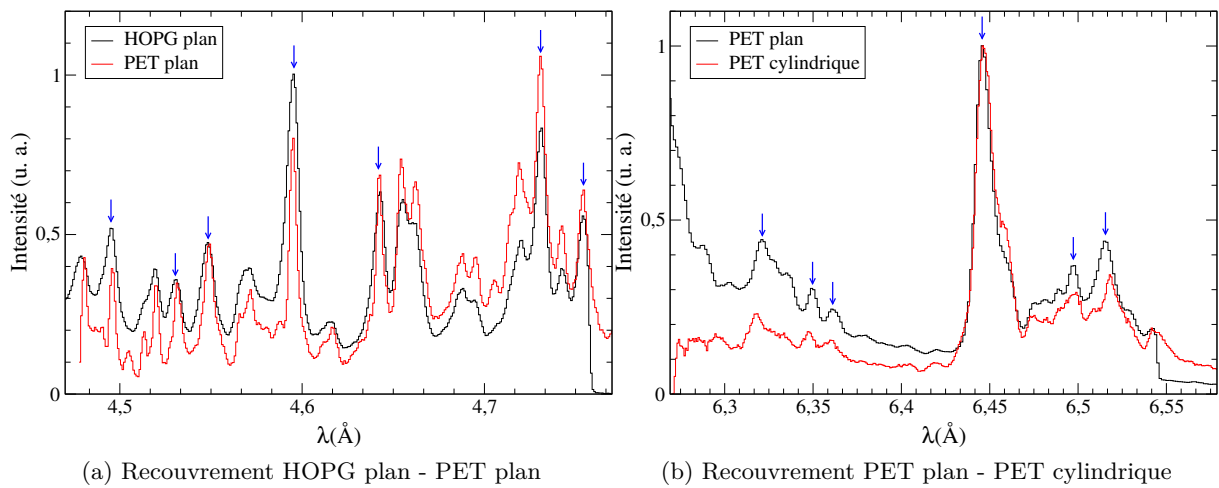 HOPG plan
PET plan
1
0,5
0
Intensité (u. a.)
4,5 4,6 4,7
λ(Å)
(a) Recouvrement HOPG plan - PET plan
PET plan
PET cylindrique
1
0,5
0
Intensité (u. a.)
6,3 6,35 6,4 6,45 6,5 6,55
λ(Å)
(b) Recouvrement PET plan - PET cylindrique